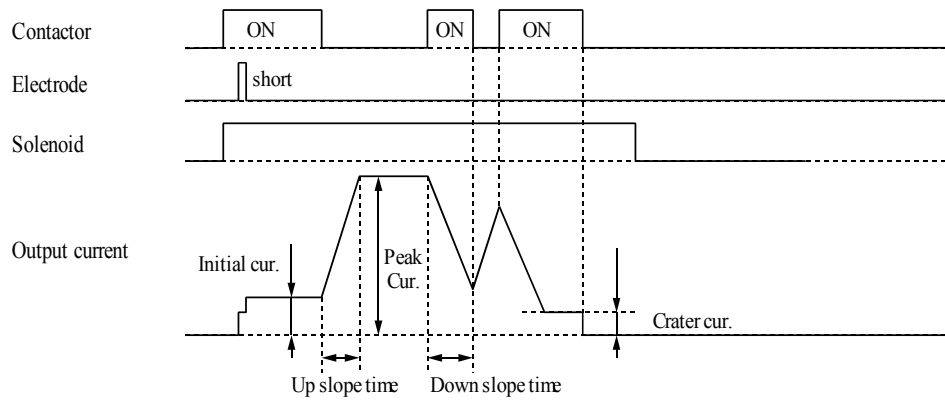 Contactor
ON
ON
ON
Electrode
short
Solenoid
Output current
Initial cur.
Peak
Cur.
Crater cur.
Up slope time
Down slope time